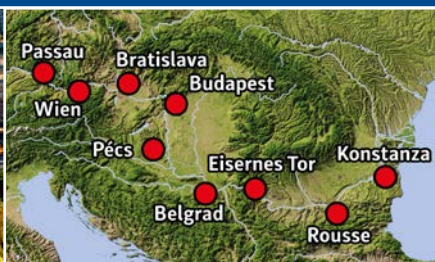 Passau
Bratislava
Wien
Budapest
Pécs
Eisernes Tor
Konstanza
Belgrad
Rousse